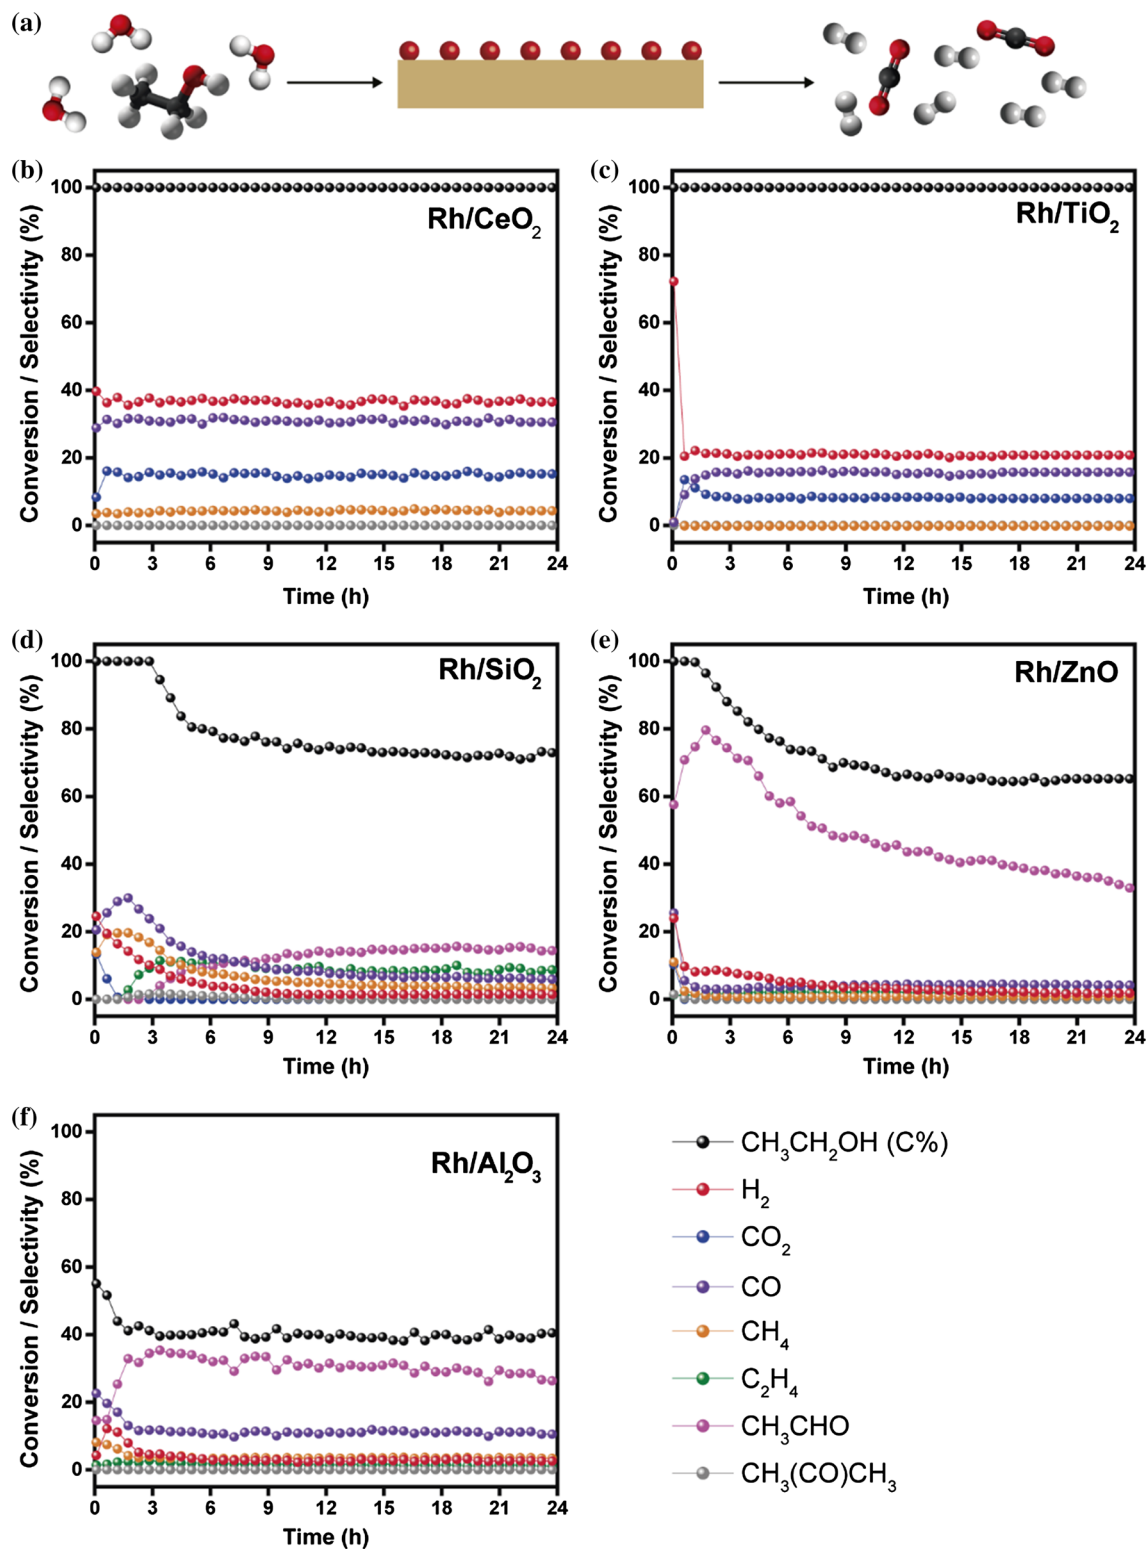 (a)
(b)
Conversion / Selectivity (%)
100
80
60
40
20
0
Rh/CeO₂
0 3 6 9 12 15 18 21 24
Time (h)
(c)
Conversion / Selectivity (%)
100
80
60
40
20
0
Rh/TiO₂
0 3 6 9 12 15 18 21 24
Time (h)
(d)
Conversion / Selectivity (%)
100
80
60
40
20
0
Rh/SiO₂
0 3 6 9 12 15 18 21 24
Time (h)
(e)
Conversion / Selectivity (%)
100
80
60
40
20
0
Rh/ZnO
0 3 6 9 12 15 18 21 24
Time (h)
(f)
Conversion / Selectivity (%)
100
80
60
40
20
0
Rh/Al₂O₃
0 3 6 9 12 15 18 21 24
Time (h)
CH₃CH₂OH (C%)
H₂
CO₂
CO
CH₄
C₂H₄
CH₃CHO
CH₃(CO)CH₃